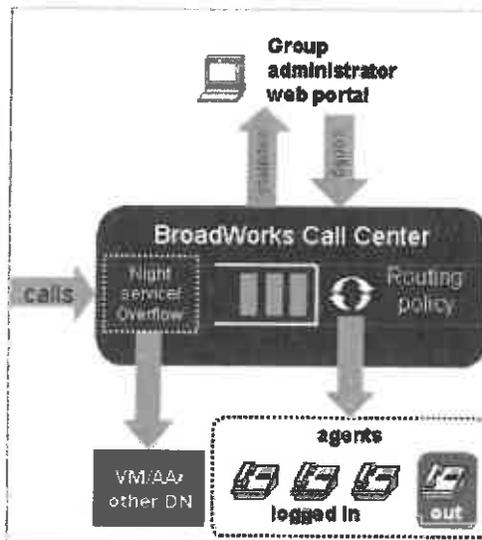 Group
administrator
web portal
BroadWorks Call Center
calls
Night
service/
Overflow
Routing
policy
VM/AA/
other DN
agents
logged in
out